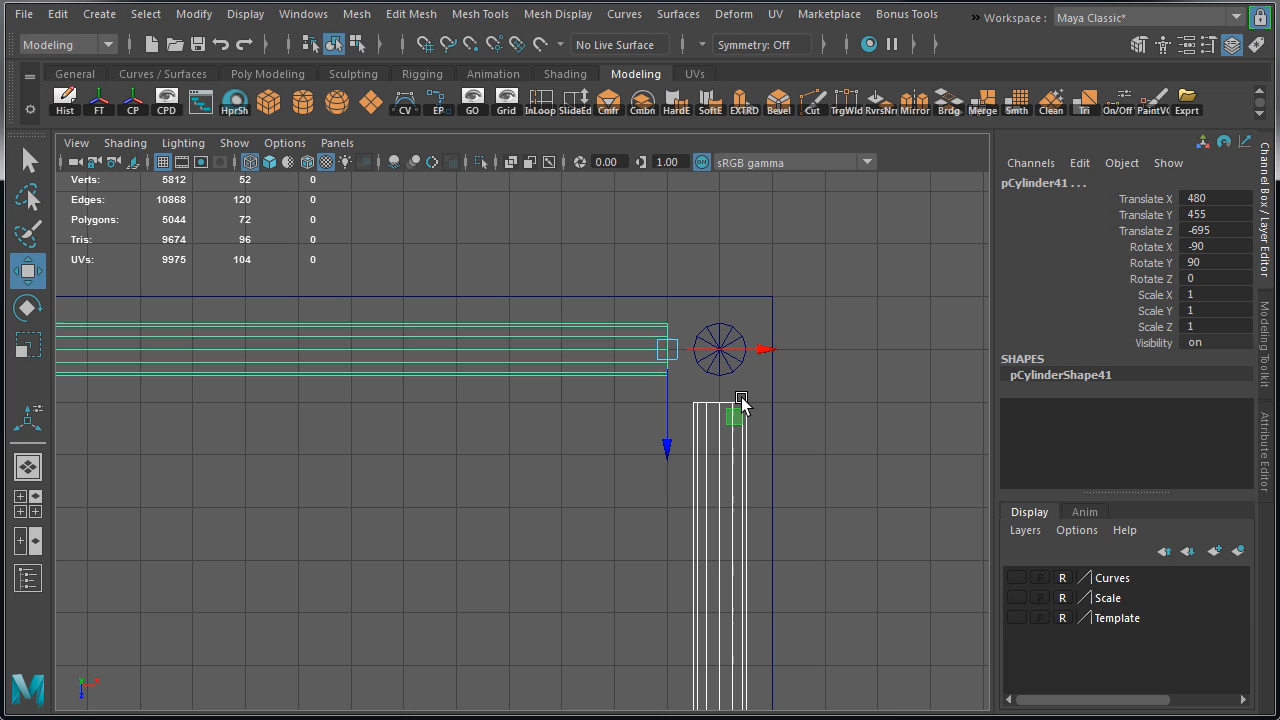 File Edit Create Select Modify Display Windows Mesh Edit Mesh Mesh Tools Mesh Display Curves Surfaces Deform UV Marketplace Bonus Tools » Workspace : Maya Classic*
Modeling No Live Surface Symmetry: Off
General Curves / Surfaces Poly Modeling Sculpting Rigging Animation Shading Modeling UVs
Hist FT CP CPD HprSh CV EP GO Grid InLoop SlideEd Cmfr Cmbn HardE SoftE EXTRD Bevel Cut TrgWld RvrsNr Mirror Brdg Merge Smth Clean Tri On/Off PaintVC Exprt
View Shading Lighting Show Options Panels
0.00 1.00 ON sRGB gamma
Verts: 5812 52 0
Edges: 10868 120 0
Polygons: 5044 72 0
Tris: 9674 96 0
UVs: 9975 104 0
Channels Edit Object Show
pCylinder41 . . .
Translate X 480
Translate Y 455
Translate Z -695
Rotate X -90
Rotate Y 90
Rotate Z 0
Scale X 1
Scale Y 1
Scale Z 1
Visibility on
SHAPES
pCylinderShape41
Display Anim
Layers Options Help
P R Curves
P R Scale
P R Template
Channel Box / Layer Editor
Modeling Toolkit
Attribute Editor